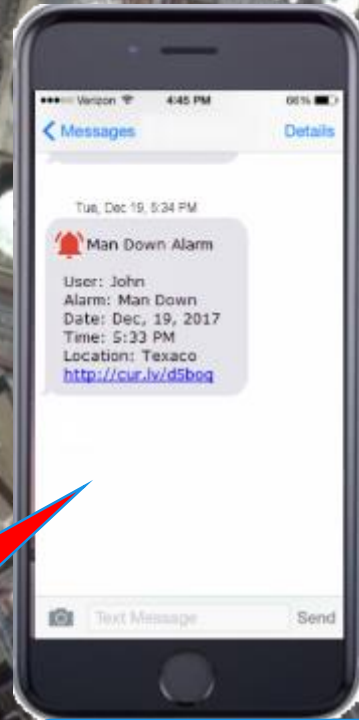 Verizon 4:45 PM 66%
Messages Details
Tue, Dec 19, 5:34 PM
Man Down Alarm
User: John
Alarm: Man Down
Date: Dec, 19, 2017
Time: 5:33 PM
Location: Texaco
http://cur.lv/d5boq
Text Message Send